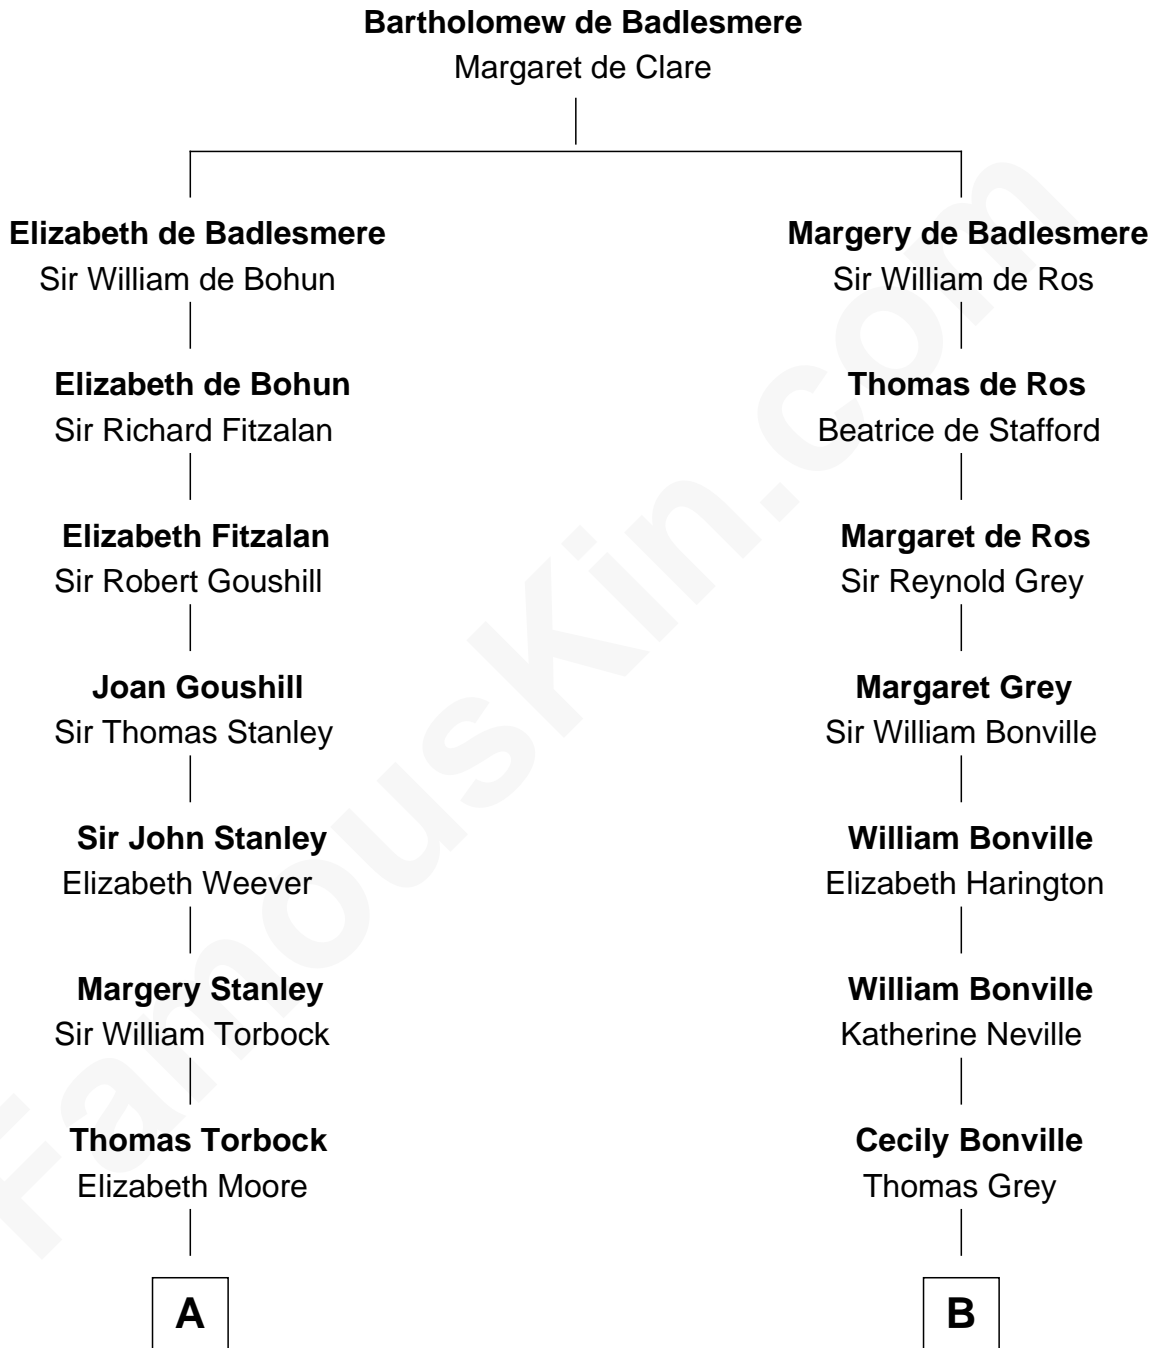 Bartholomew de Badlesmere
Margaret de Clare
Elizabeth de Badlesmere
Sir William de Bohun
Margery de Badlesmere
Sir William de Ros
Elizabeth de Bohun
Sir Richard Fitzalan
Thomas de Ros
Beatrice de Stafford
Elizabeth Fitzalan
Sir Robert Goushill
Margaret de Ros
Sir Reynold Grey
Joan Goushill
Sir Thomas Stanley
Margaret Grey
Sir William Bonville
Sir John Stanley
Elizabeth Weever
William Bonville
Elizabeth Harington
Margery Stanley
Sir William Torbock
William Bonville
Katherine Neville
Thomas Torbock
Elizabeth Moore
Cecily Bonville
Thomas Grey
A
B
FamousKin.com